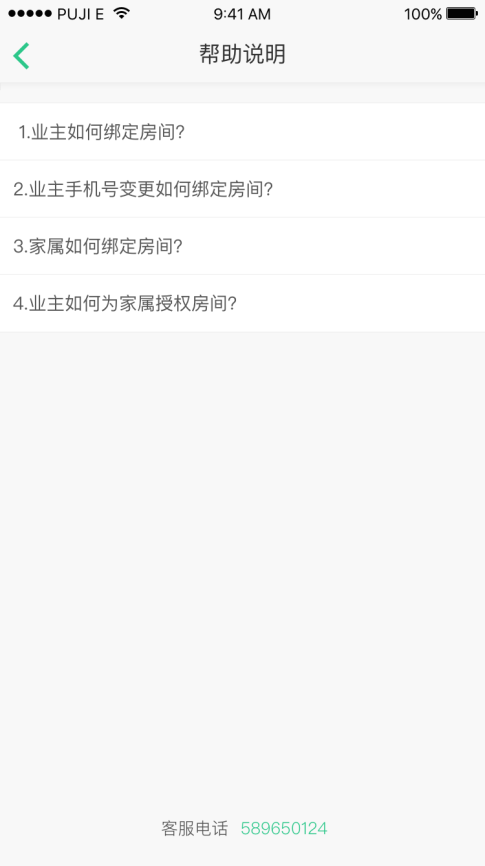 PUJI E 9:41 AM 100%
帮助说明
1.业主如何绑定房间?
2.业主手机号变更如何绑定房间?
3.家属如何绑定房间?
4.业主如何为家属授权房间?
客服电话 589650124